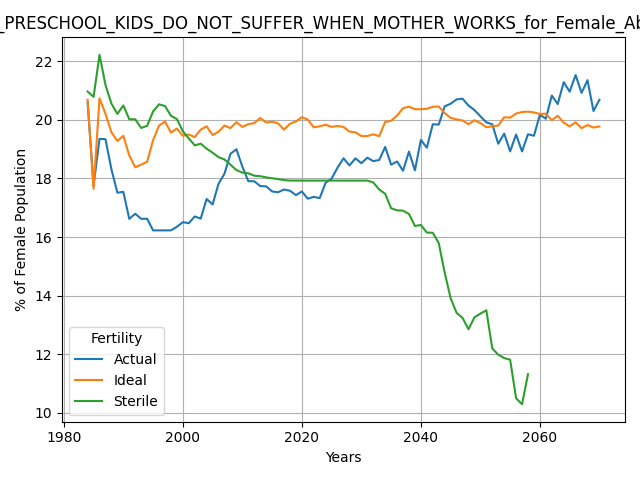 _PRESCHOOL_KIDS_DO_NOT_SUFFER_WHEN_MOTHER_WORKS_for_Female_Ab
% of Female Population
22
20
18
16
14
12
10
Fertility
Actual
Ideal
Sterile
1980
2000
2020
2040
2060
Years